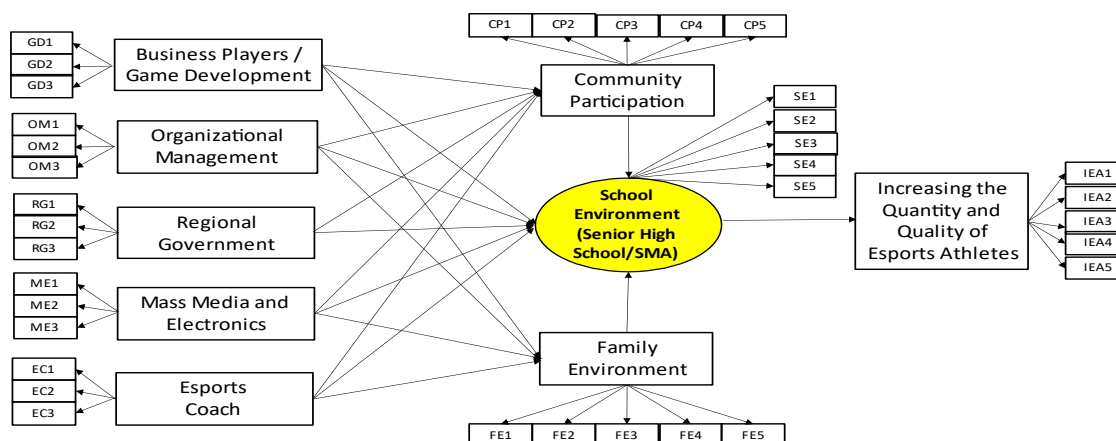 CP1 CP2 CP3 CP4 CP5
GD1
GD2
GD3
Business Players /
Game Development
Community
Participation
OM1
OM2
OM3
Organizational
Management
SE1
SE2
SE3
SE4
SE5
RG1
RG2
RG3
Regional
Government
School
Environment
(Senior High
School/SMA)
Increasing the
Quantity and
Quality of
Esports Athletes
IEA1
IEA2
IEA3
IEA4
IEA5
ME1
ME2
ME3
Mass Media and
Electronics
EC1
EC2
EC3
Esports
Coach
Family
Environment
FE1 FE2 FE3 FE4 FE5